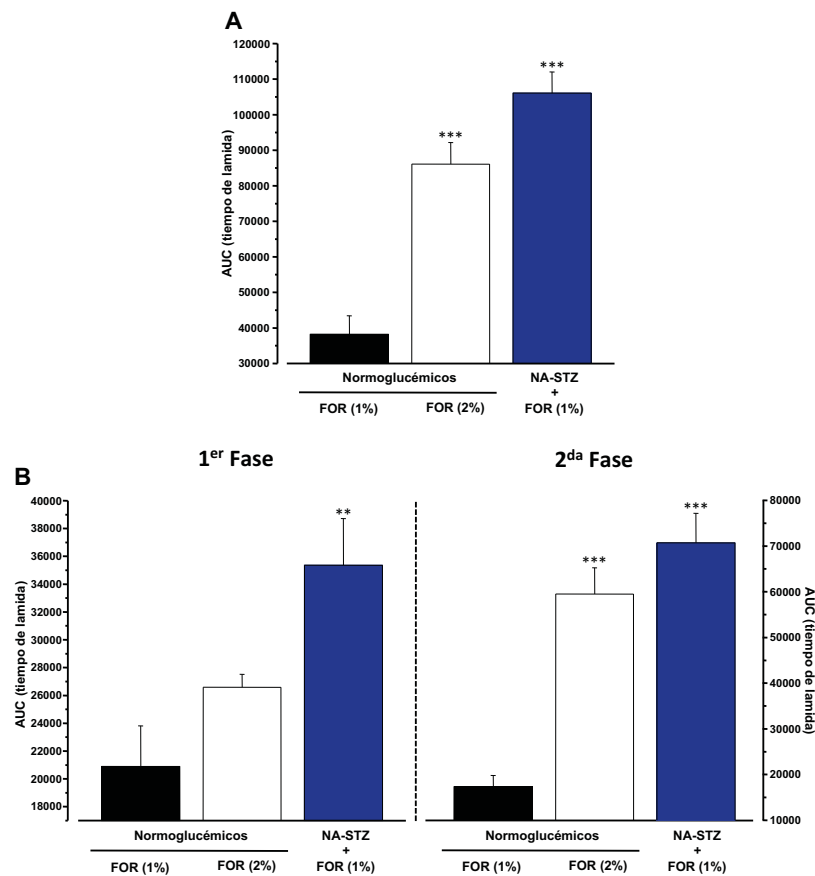 A
120000
110000
100000
90000
80000
70000
60000
50000
40000
30000
AUC (tiempo de lamida)
***
***
Normoglucémicos
NA-STZ
+
FOR (1%)
FOR (1%)
FOR (2%)
1er Fase
2da Fase
B
40000
38000
36000
34000
32000
30000
28000
26000
24000
22000
20000
18000
AUC (tiempo de lamida)
**
***
***
80000
70000
60000
50000
40000
30000
20000
10000
AUC (tiempo de lamida)
Normoglucémicos
NA-STZ
+
FOR (1%)
FOR (1%)
FOR (2%)
Normoglucémicos
NA-STZ
+
FOR (1%)
FOR (1%)
FOR (2%)